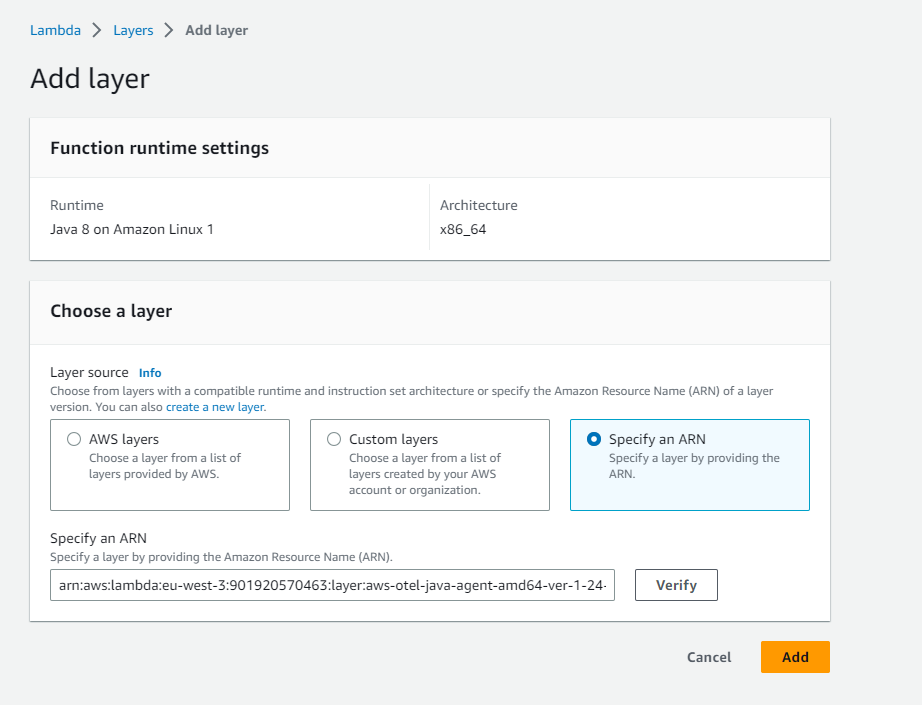 Lambda > Layers > Add layer
Add layer
Function runtime settings
Runtime
Java 8 on Amazon Linux 1
Architecture
x86_64
Choose a layer
Layer source Info
Choose from layers with a compatible runtime and instruction set architecture or specify the Amazon Resource Name (ARN) of a layer
version. You can also create a new layer.
AWS layers
Choose a layer from a list of
layers provided by AWS.
Custom layers
Choose a layer from a list of
layers created by your AWS
account or organization.
Specify an ARN
Specify a layer by providing the
ARN.
Specify an ARN
Specify a layer by providing the Amazon Resource Name (ARN).
arn:aws:lambda:eu-west-3:901920570463:layer:aws-otel-java-agent-amd64-ver-1-24-
Verify
Cancel
Add